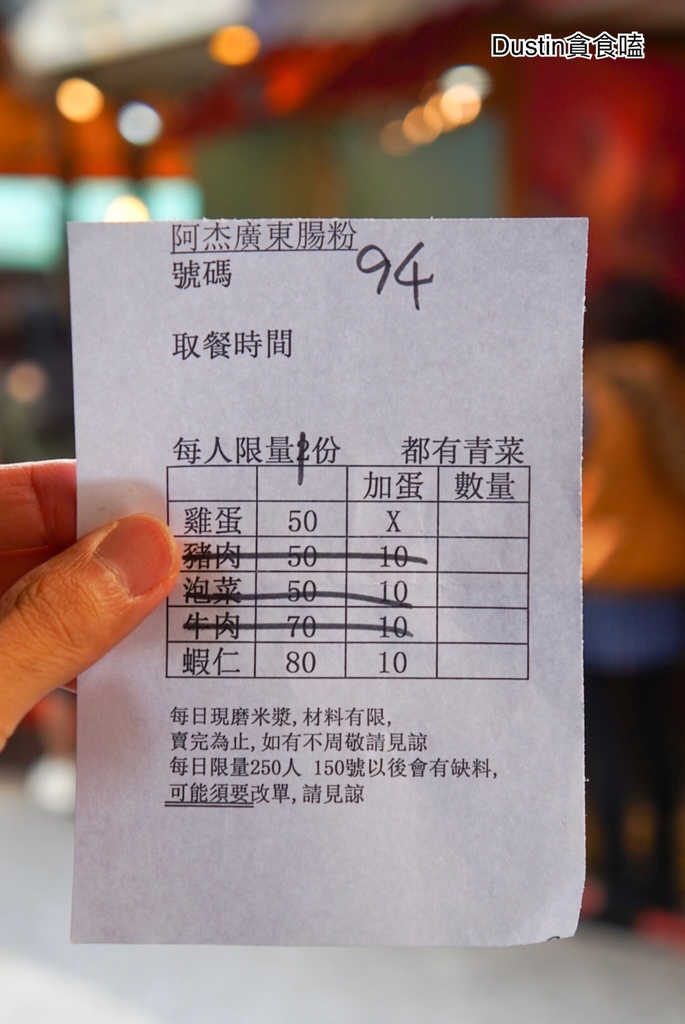 Dustin貪食嗑
阿杰廣東腸粉
號碼 94
取餐時間
每人限量1份 都有青菜
加蛋 數量
雞蛋 50 X
豬肉 50 10
泡菜 50 10
牛肉 70 10
蝦仁 80 10
每日現磨米漿,材料有限,
賣完為止,如有不周敬請見諒
每日限量250人 150號以後會有缺料,
可能須要改單,請見諒